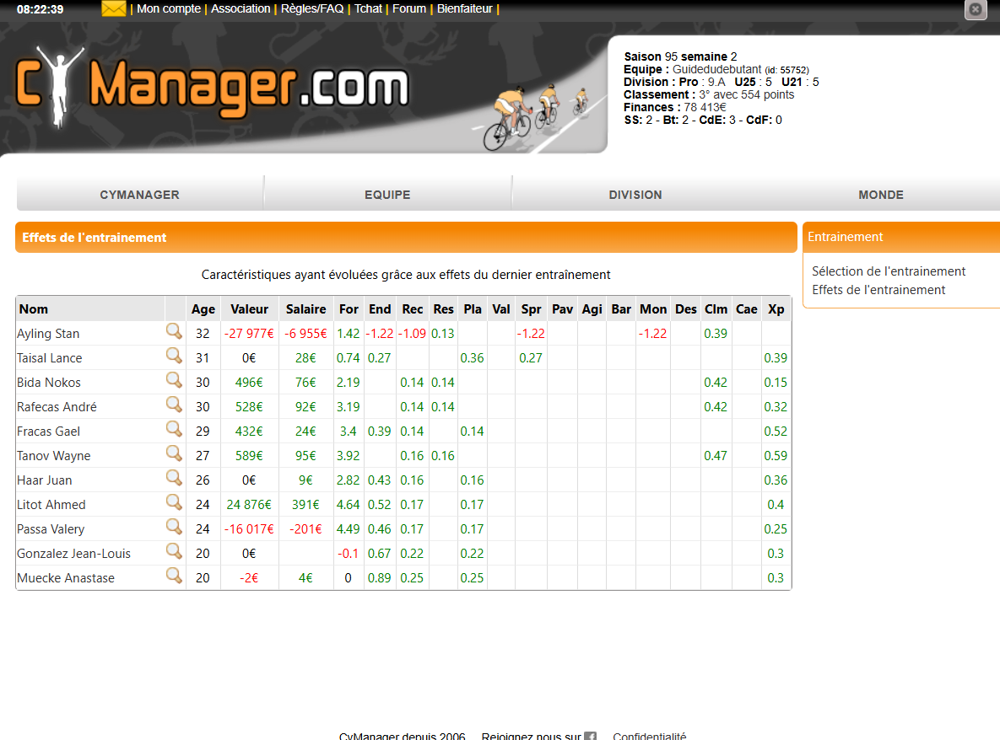 08:22:39 | Mon compte | Association | Règles/FAQ | Tchat | Forum | Bienfaiteur |
CYManager.com
Saison 95 semaine 2
Equipe : Guidedudebutant (id: 55752)
Division : Pro : 9.A U25 : 5 U21 : 5
Classement : 3° avec 554 points
Finances : 78 413€
SS: 2 - Bt: 2 - CdE: 3 - CdF: 0
CYMANAGER EQUIPE DIVISION MONDE
Effets de l'entrainement
Caractéristiques ayant évoluées grâce aux effets du dernier entraînement
Nom Age Valeur Salaire For End Rec Res Pla Val Spr Pav Agi Bar Mon Des Clm Cae Xp
Ayling Stan 32 -27 977€ -6 955€ 1.42 -1.22 -1.09 0.13 -1.22 -1.22 0.39
Taisal Lance 31 0€ 28€ 0.74 0.27 0.36 0.27 0.39
Bida Nokos 30 496€ 76€ 2.19 0.14 0.14 0.42 0.15
Rafecas André 30 528€ 92€ 3.19 0.14 0.14 0.42 0.32
Fracas Gael 29 432€ 24€ 3.4 0.39 0.14 0.14 0.52
Tanov Wayne 27 589€ 95€ 3.92 0.16 0.16 0.47 0.59
Haar Juan 26 0€ 9€ 2.82 0.43 0.16 0.16 0.36
Litot Ahmed 24 24 876€ 391€ 4.64 0.52 0.17 0.17 0.4
Passa Valery 24 -16 017€ -201€ 4.49 0.46 0.17 0.17 0.25
Gonzalez Jean-Louis 20 0€ -0.1 0.67 0.22 0.22 0.3
Muecke Anastase 20 -2€ 4€ 0 0.89 0.25 0.25 0.3
Entrainement
Sélection de l'entrainement
Effets de l'entrainement
CyManager depuis 2006 Rejoignez nous sur Confidentialité